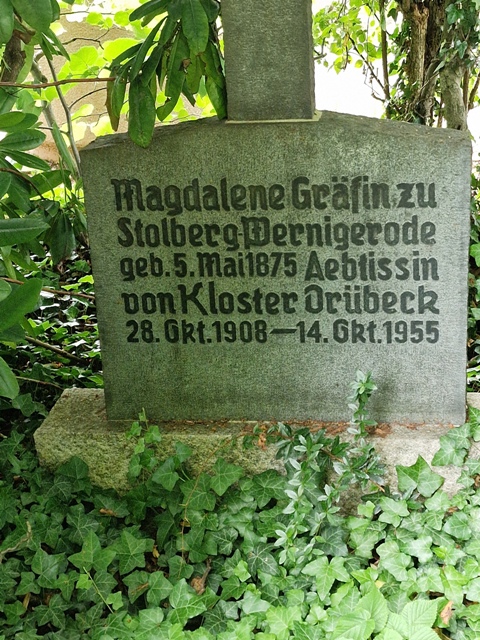 Magdalene Gräfin zu
Stolberg Wernigerode
geb. 5. Mai 1875 Aebtissin
von Kloster Drübeck
28. Okt. 1908 — 14. Okt. 1955